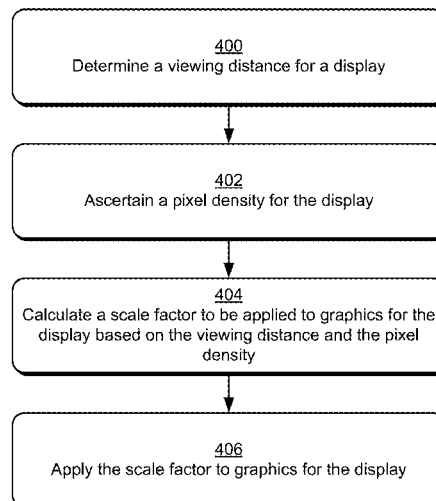 400
Determine a viewing distance for a display
402
Ascertain a pixel density for the display
404
Calculate a scale factor to be applied to graphics for the
display based on the viewing distance and the pixel
density
406
Apply the scale factor to graphics for the display